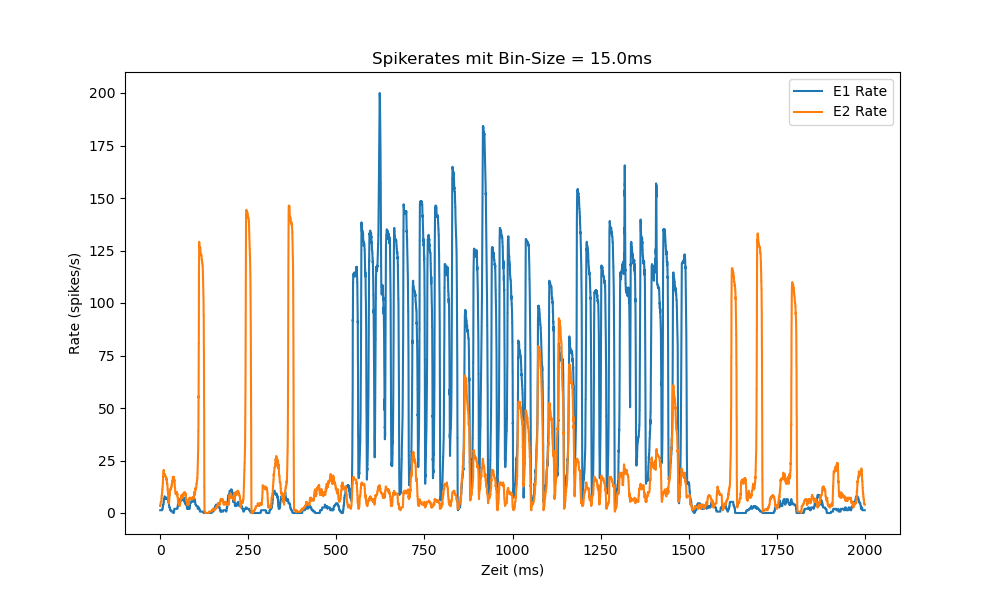 Spikerates mit Bin-Size = 15.0ms
E1 Rate
E2 Rate
Rate (spikes/s)
200
175
150
125
100
75
50
25
0
0 250 500 750 1000 1250 1500 1750 2000
Zeit (ms)